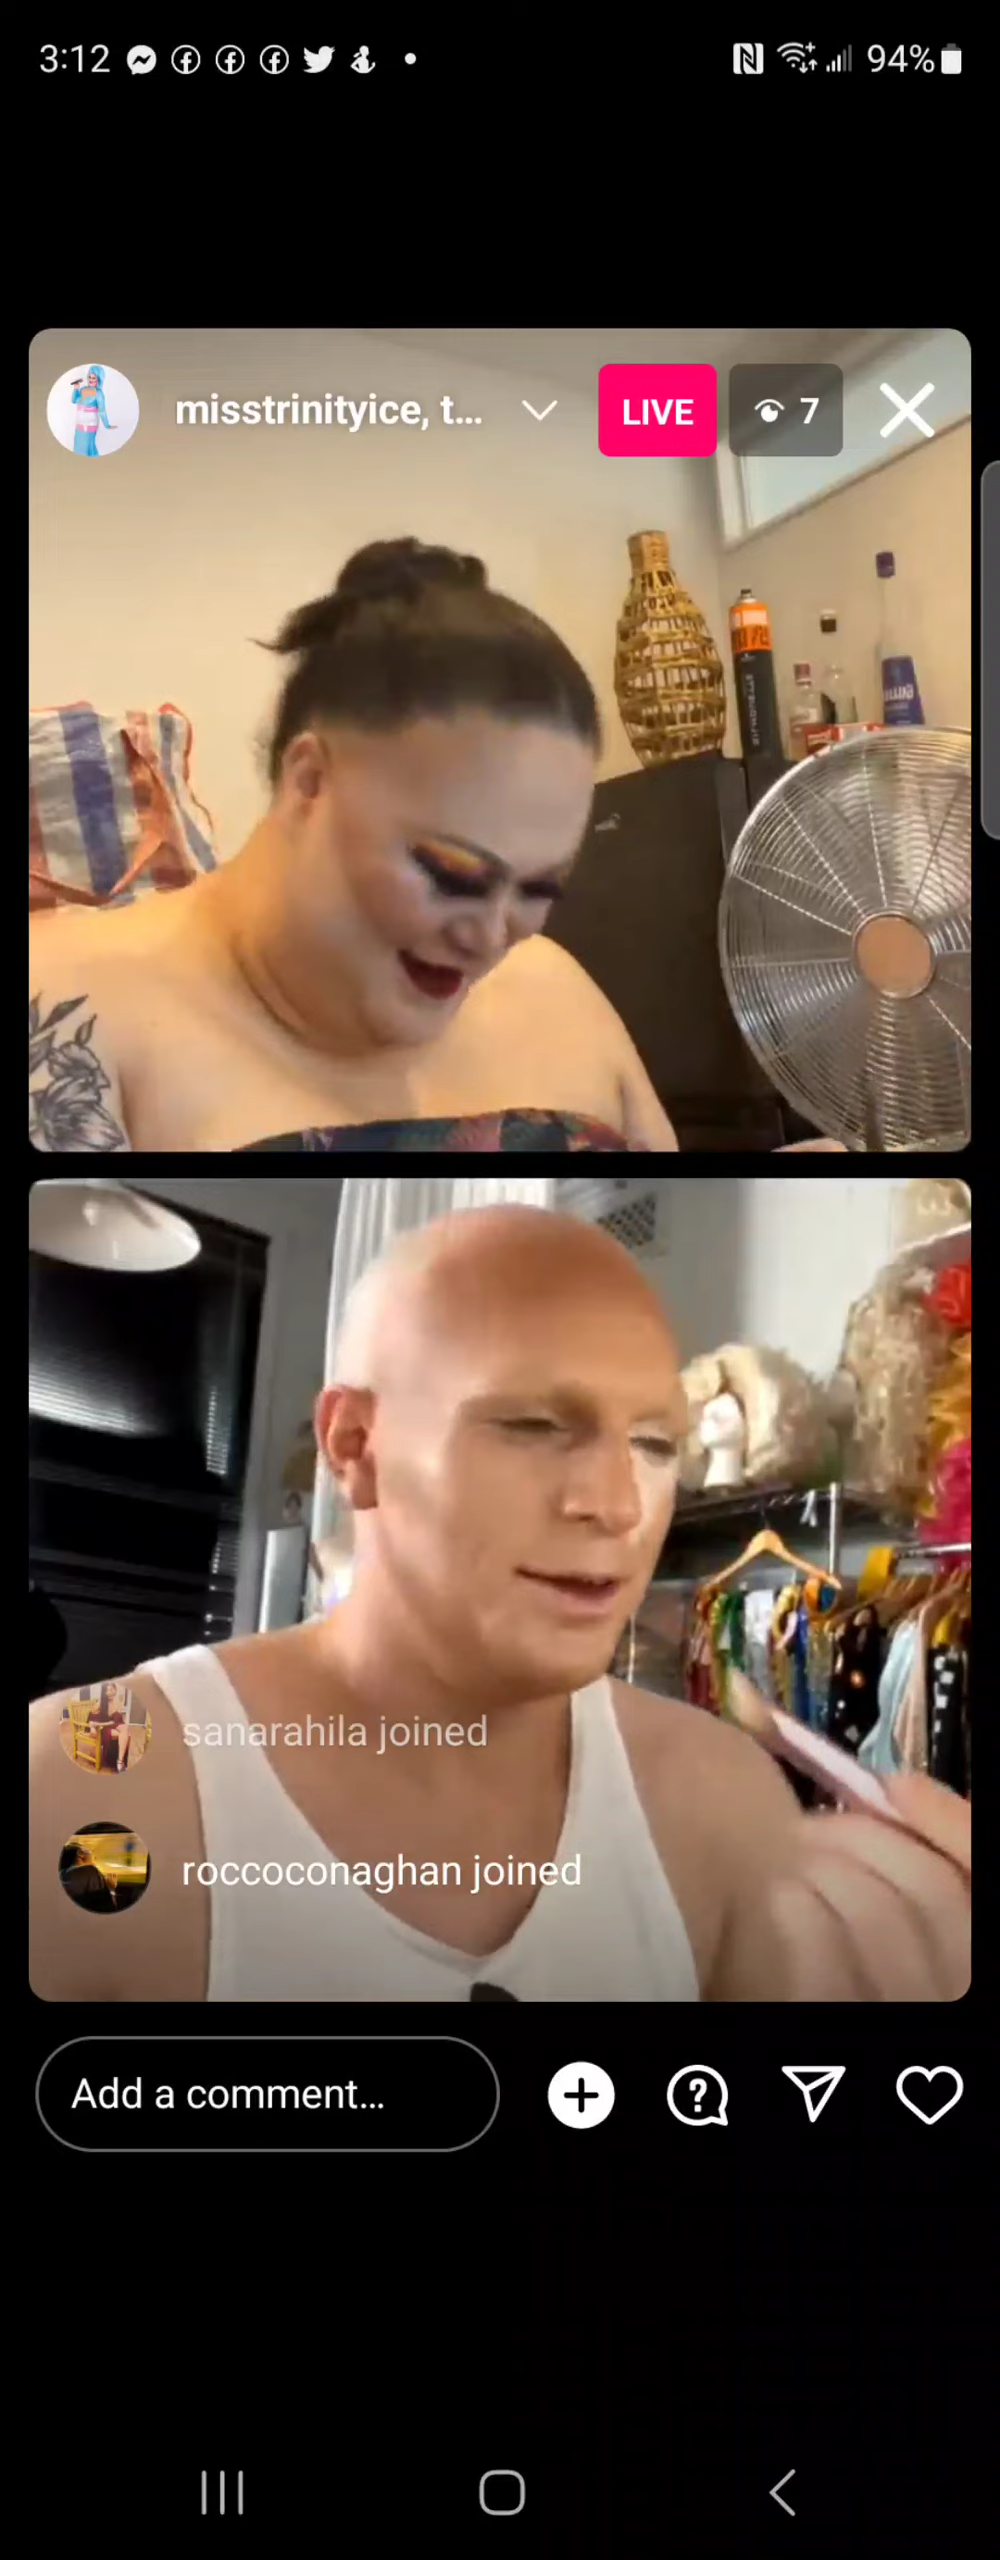 3:12
94%
misstrinityice, t...
LIVE
7
sanarahila joined
roccoconaghan joined
Add a comment...